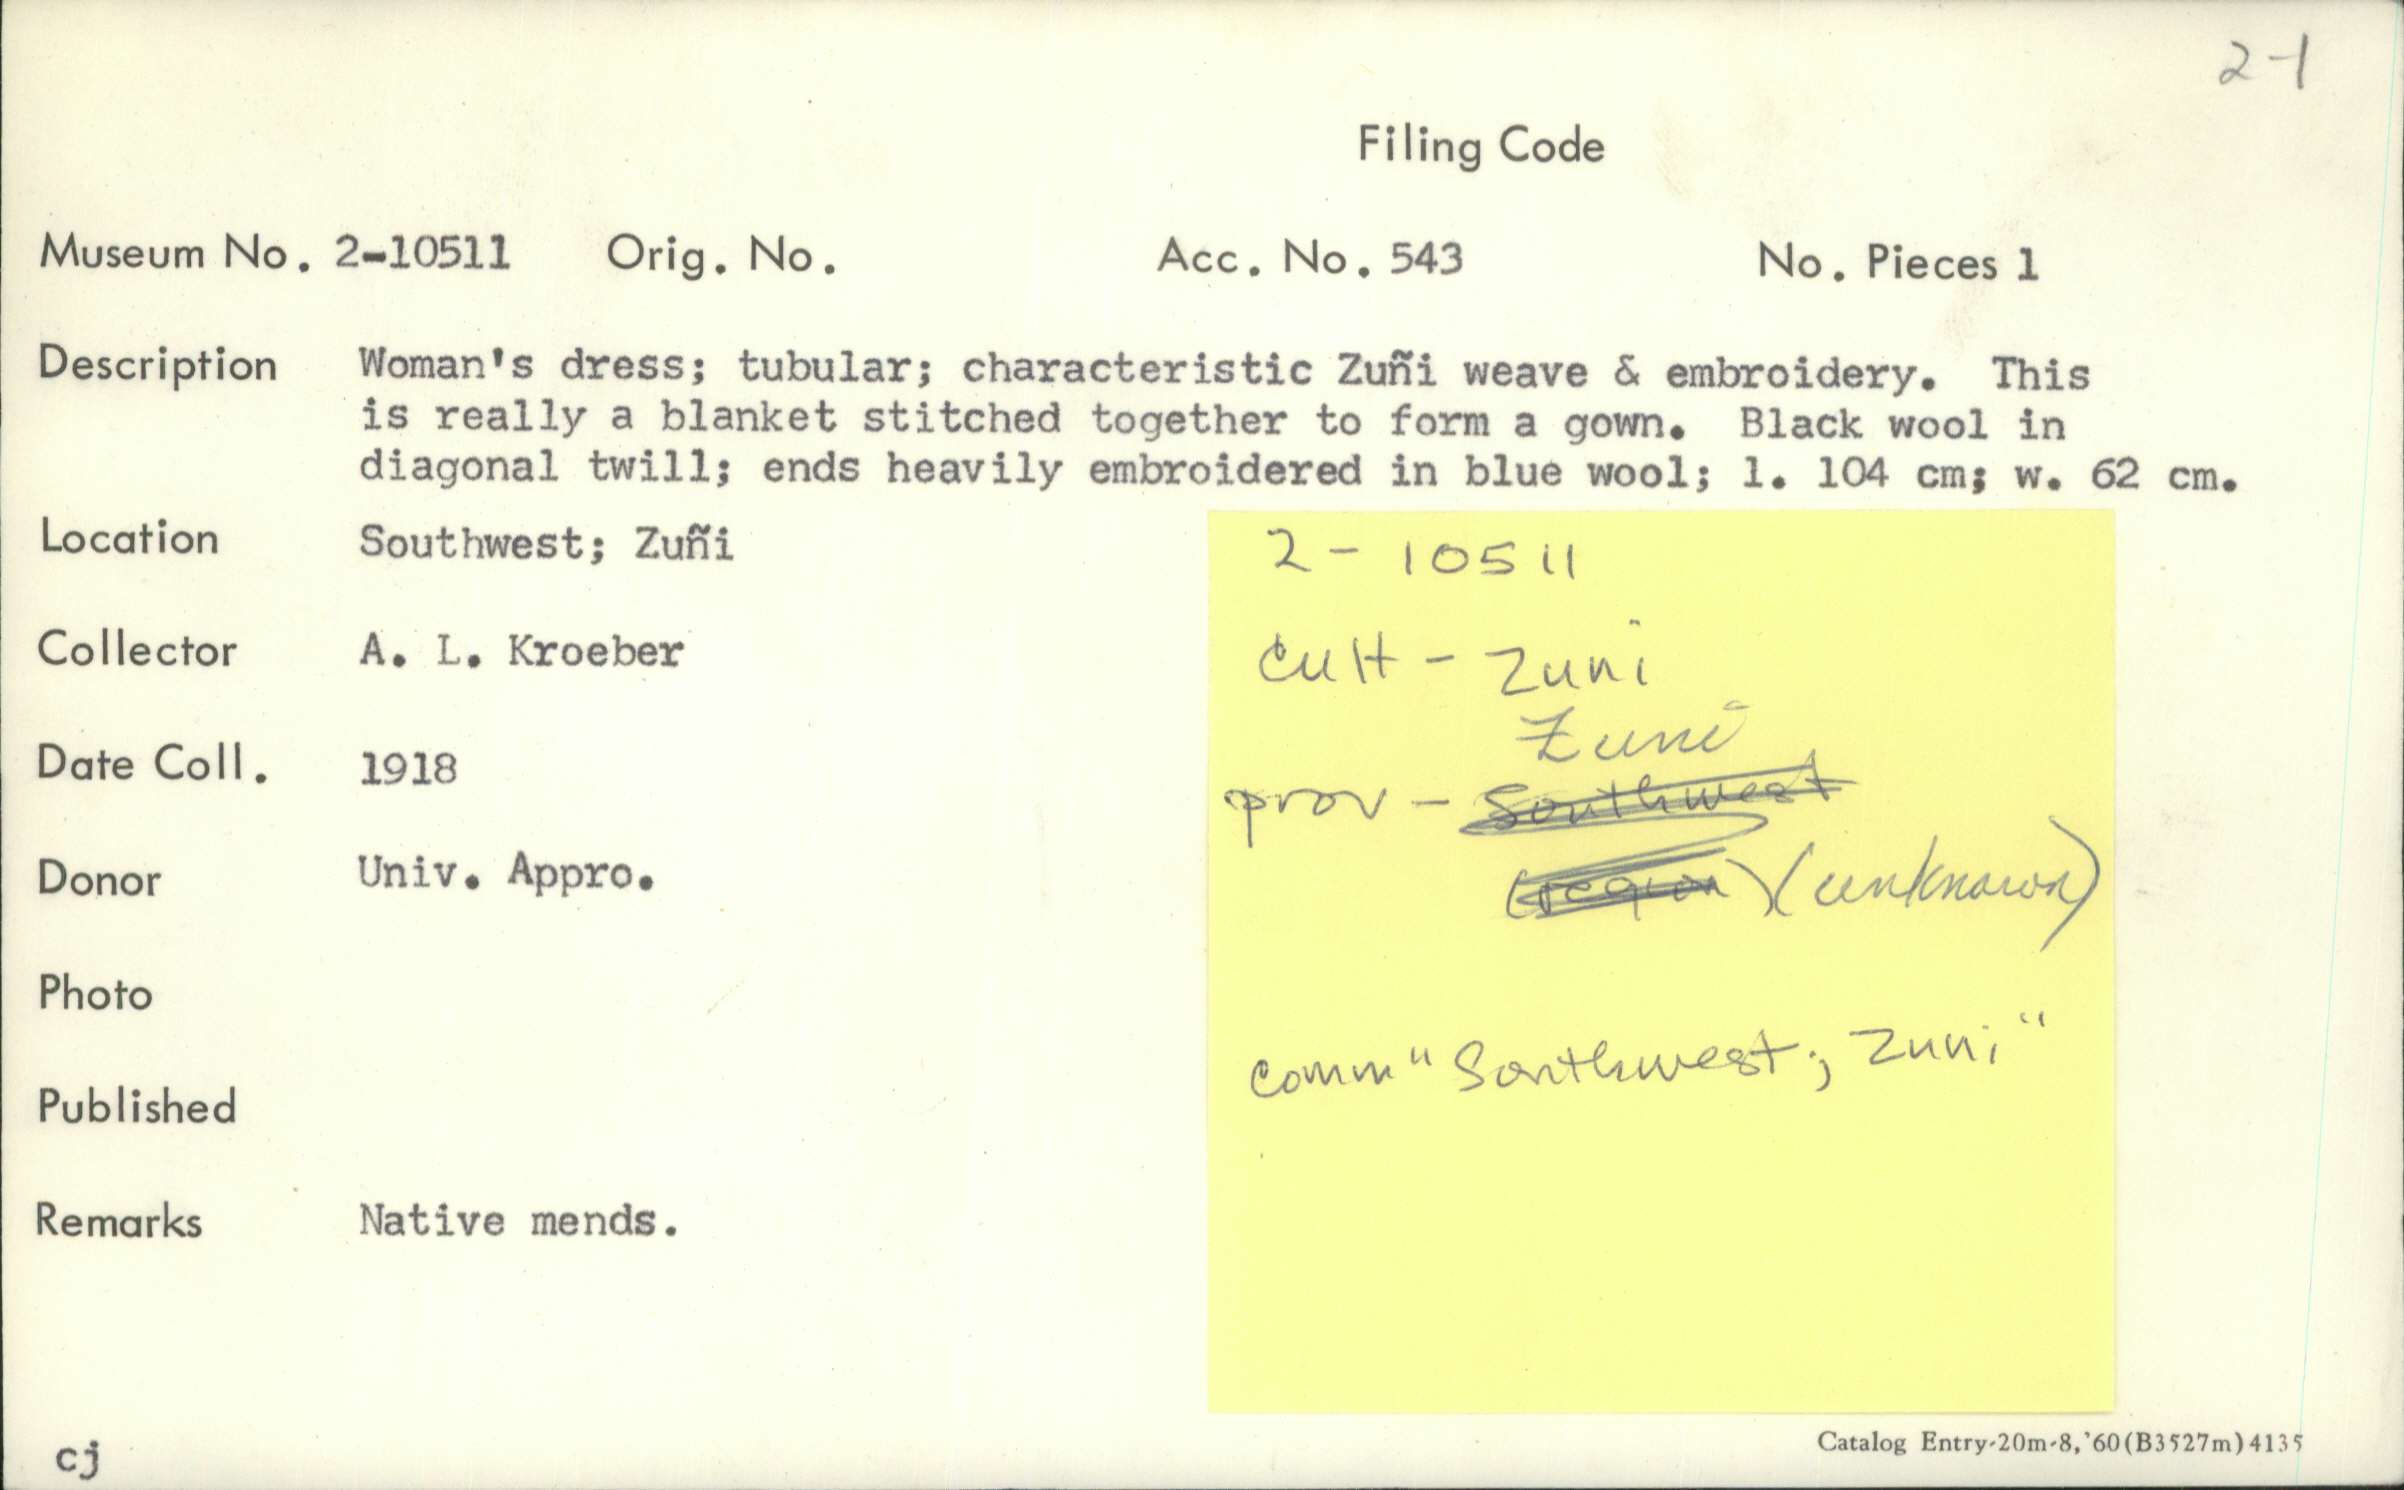 2-1
Filing Code
Museum No. 2-10511 Orig. No. Acc. No. 543 No. Pieces 1
Description Woman's dress; tubular; characteristic Zuñi weave & embroidery. This
is really a blanket stitched together to form a gown. Black wool in
diagonal twill; ends heavily embroidered in blue wool; l. 104 cm; w. 62 cm.
Location Southwest; Zuñi
Collector A. L. Kroeber
Date Coll. 1918
Donor Univ. Appro.
Photo
Published
Remarks Native mends.
cj
2-10511
cult - Zuni
Zuni
prov - Southwest
(region) (unknown)
comm "Southwest; Zuni"
Catalog Entry-20m-8,'60(B3527m)4135